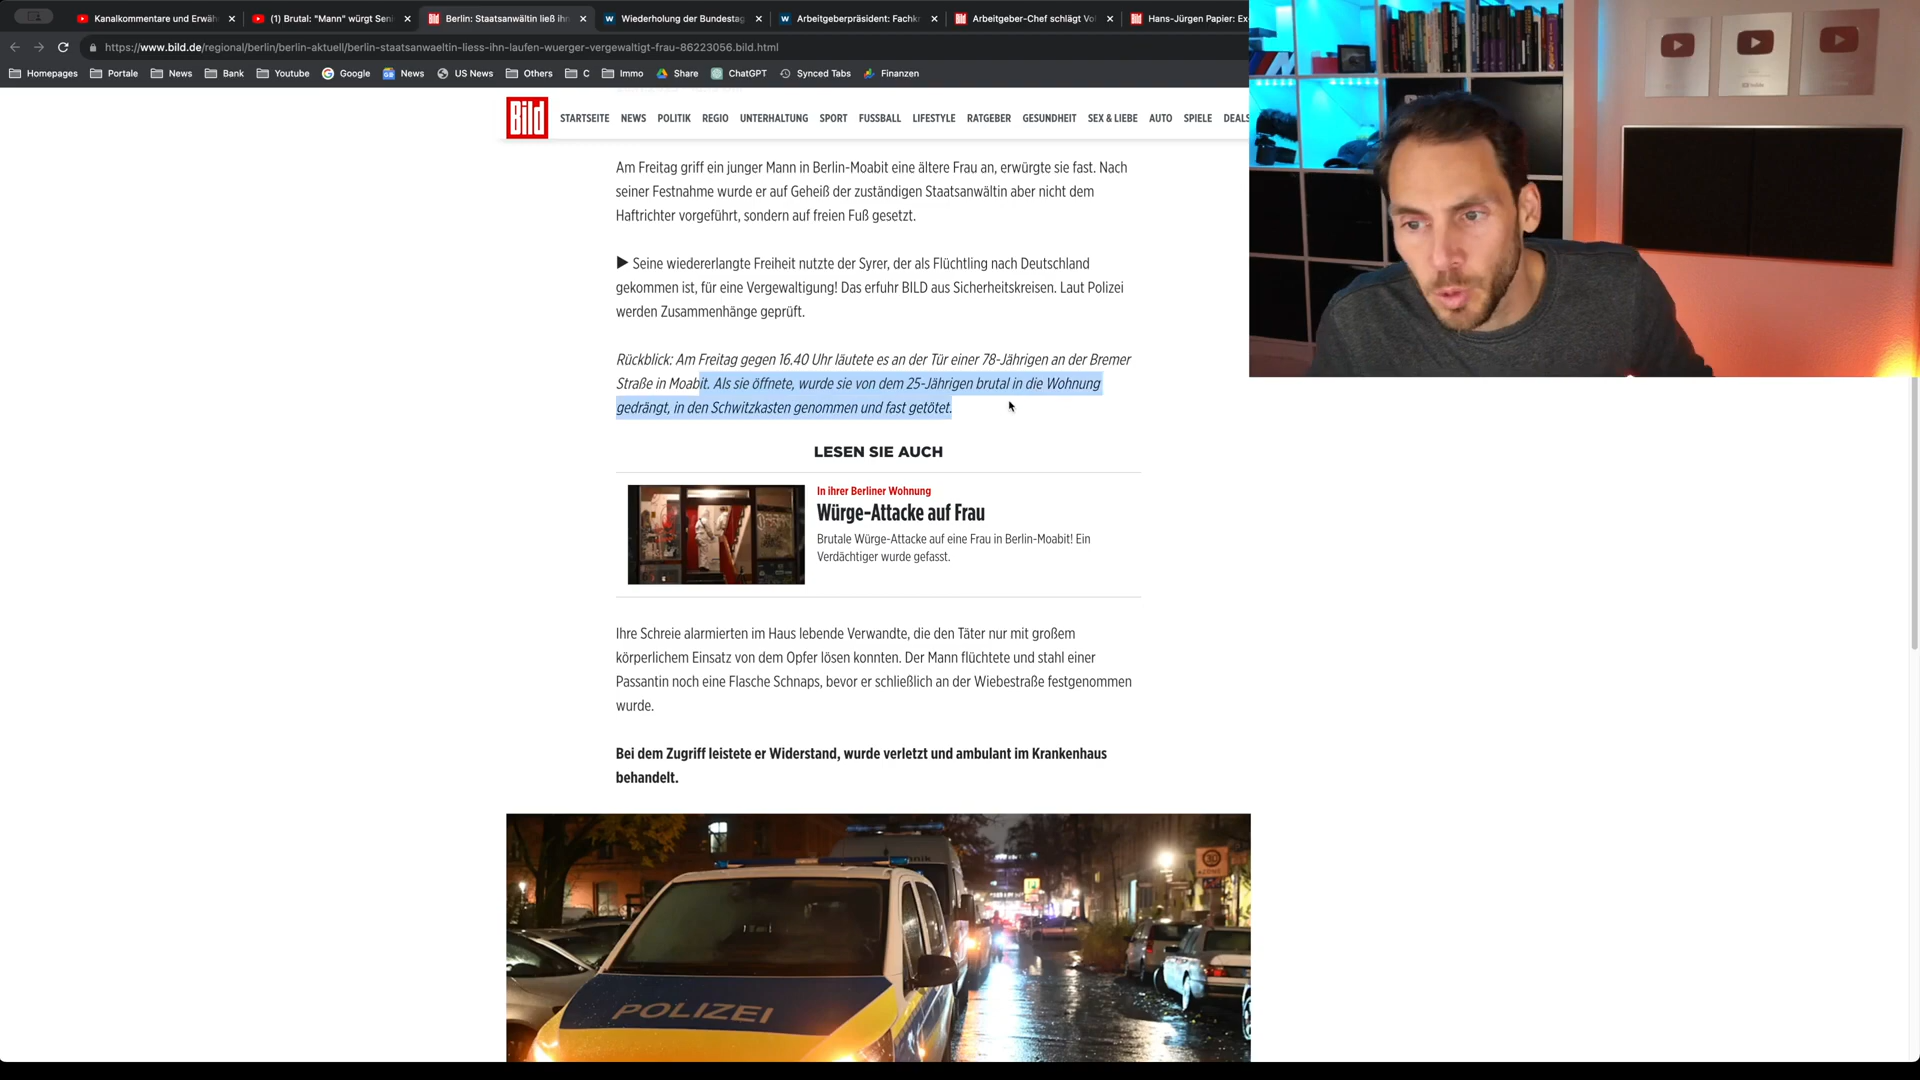 Kanalkommentare und Erwäh
(1) Brutal: "Mann" würgt Seni
Berlin: Staatsanwältin ließ ihn
Wiederholung der Bundestag
Arbeitgeberpräsident: Fachkr
Arbeitgeber-Chef schlägt Vol
Hans-Jürgen Papier: Ex
https://www.bild.de/regional/berlin/berlin-aktuell/berlin-staatsanwaeltin-liess-ihn-laufen-wuerger-vergewaltigt-frau-86223056.bild.html
Homepages Portale News Bank Youtube Google News US News Others C Immo Share ChatGPT Synced Tabs Finanzen
Bild STARTSEITE NEWS POLITIK REGIO UNTERHALTUNG SPORT FUSSBALL LIFESTYLE RATGEBER GESUNDHEIT SEX & LIEBE AUTO SPIELE DEALS
Am Freitag griff ein junger Mann in Berlin-Moabit eine ältere Frau an, erwürgte sie fast. Nach
seiner Festnahme wurde er auf Geheiß der zuständigen Staatsanwältin aber nicht dem
Haftrichter vorgeführt, sondern auf freien Fuß gesetzt.
▶ Seine wiedererlangte Freiheit nutzte der Syrer, der als Flüchtling nach Deutschland
gekommen ist, für eine Vergewaltigung! Das erfuhr BILD aus Sicherheitskreisen. Laut Polizei
werden Zusammenhänge geprüft.
Rückblick: Am Freitag gegen 16.40 Uhr läutete es an der Tür einer 78-Jährigen an der Bremer
Straße in Moabit. Als sie öffnete, wurde sie von dem 25-Jährigen brutal in die Wohnung
gedrängt, in den Schwitzkasten genommen und fast getötet.
LESEN SIE AUCH
In ihrer Berliner Wohnung
Würge-Attacke auf Frau
Brutale Würge-Attacke auf eine Frau in Berlin-Moabit! Ein
Verdächtiger wurde gefasst.
Ihre Schreie alarmierten im Haus lebende Verwandte, die den Täter nur mit großem
körperlichem Einsatz von dem Opfer lösen konnten. Der Mann flüchtete und stahl einer
Passantin noch eine Flasche Schnaps, bevor er schließlich an der Wiebestraße festgenommen
wurde.
Bei dem Zugriff leistete er Widerstand, wurde verletzt und ambulant im Krankenhaus
behandelt.
POLIZEI